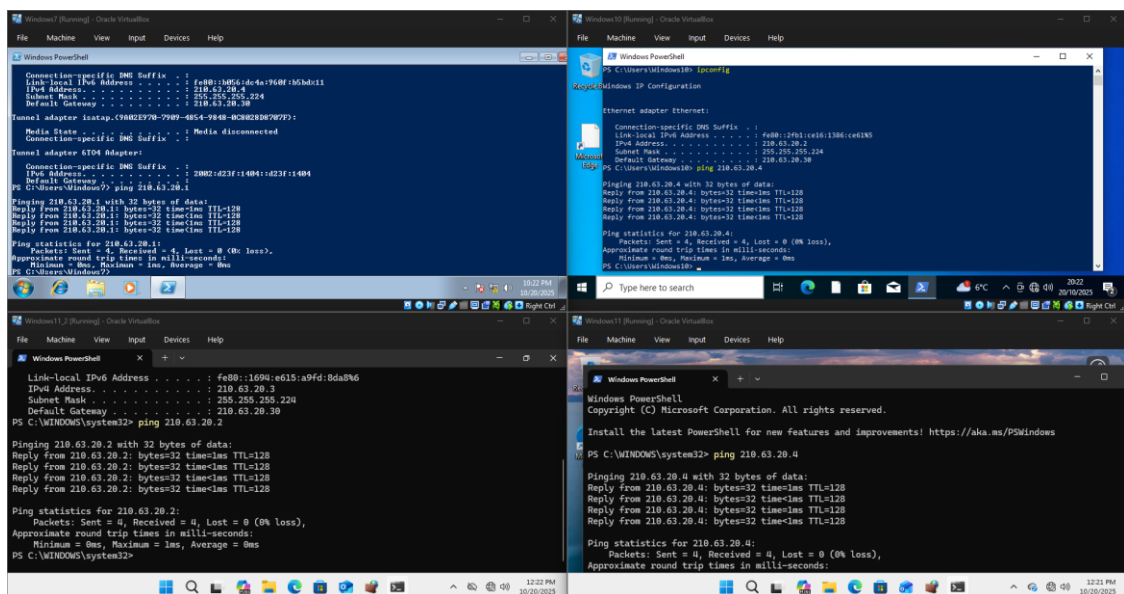 Windows7 [Running] - Oracle VirtualBox
File Machine View Input Devices Help
Windows PowerShell
Connection-specific DNS Suffix . :
Link-local IPv6 Address . . . . . : fe80::b056:dc4a:960f:b5bd%11
IPv4 Address. . . . . . . . . . . : 210.63.20.4
Subnet Mask . . . . . . . . . . . : 255.255.255.224
Default Gateway . . . . . . . . . : 210.63.20.30
Tunnel adapter isatap.{9A02E970-7909-4854-9848-0C8028D8707F}:
Media State . . . . . . . . . . . : Media disconnected
Connection-specific DNS Suffix . :
Tunnel adapter 6TO4 Adapter:
Connection-specific DNS Suffix . :
IPv6 Address. . . . . . . . . . . : 2002:d23f:1404::d23f:1404
Default Gateway . . . . . . . . . :
PS C:\Users\Windows7> ping 210.63.20.1
Pinging 210.63.20.1 with 32 bytes of data:
Reply from 210.63.20.1: bytes=32 time=1ms TTL=128
Reply from 210.63.20.1: bytes=32 time<1ms TTL=128
Reply from 210.63.20.1: bytes=32 time<1ms TTL=128
Reply from 210.63.20.1: bytes=32 time<1ms TTL=128
Ping statistics for 210.63.20.1:
Packets: Sent = 4, Received = 4, Lost = 0 (0% loss),
Approximate round trip times in milli-seconds:
Minimum = 0ms, Maximum = 1ms, Average = 0ms
PS C:\Users\Windows7>
10:22 PM
10/20/2025
Right Ctrl
Windows10 [Running] - Oracle VirtualBox
File Machine View Input Devices Help
Recycle B
Microsof
Edge
Windows PowerShell
PS C:\Users\Windows10> ipconfig
Windows IP Configuration
Ethernet adapter Ethernet:
Connection-specific DNS Suffix . :
Link-local IPv6 Address . . . . . : fe80::2fb1:ce16:1386:ce61%5
IPv4 Address. . . . . . . . . . . : 210.63.20.2
Subnet Mask . . . . . . . . . . . : 255.255.255.224
Default Gateway . . . . . . . . . : 210.63.20.30
PS C:\Users\Windows10> ping 210.63.20.4
Pinging 210.63.20.4 with 32 bytes of data:
Reply from 210.63.20.4: bytes=32 time=1ms TTL=128
Reply from 210.63.20.4: bytes=32 time<1ms TTL=128
Reply from 210.63.20.4: bytes=32 time<1ms TTL=128
Reply from 210.63.20.4: bytes=32 time<1ms TTL=128
Ping statistics for 210.63.20.4:
Packets: Sent = 4, Received = 4, Lost = 0 (0% loss),
Approximate round trip times in milli-seconds:
Minimum = 0ms, Maximum = 1ms, Average = 0ms
PS C:\Users\Windows10>
Type here to search
6°C
2022
20/10/2025
Right Ctrl
Windows11_2 [Running] - Oracle VirtualBox
File Machine View Input Devices Help
Windows PowerShell
Link-local IPv6 Address . . . . . : fe80::1694:e615:a9fd:8da8%6
IPv4 Address. . . . . . . . . . . : 210.63.20.3
Subnet Mask . . . . . . . . . . . : 255.255.255.224
Default Gateway . . . . . . . . . : 210.63.20.30
PS C:\WINDOWS\system32> ping 210.63.20.2
Pinging 210.63.20.2 with 32 bytes of data:
Reply from 210.63.20.2: bytes=32 time=1ms TTL=128
Reply from 210.63.20.2: bytes=32 time<1ms TTL=128
Reply from 210.63.20.2: bytes=32 time<1ms TTL=128
Reply from 210.63.20.2: bytes=32 time<1ms TTL=128
Ping statistics for 210.63.20.2:
Packets: Sent = 4, Received = 4, Lost = 0 (0% loss),
Approximate round trip times in milli-seconds:
Minimum = 0ms, Maximum = 1ms, Average = 0ms
PS C:\WINDOWS\system32>
12:22 PM
10/20/2025
Windows11 [Running] - Oracle VirtualBox
File Machine View Input Devices Help
Windows PowerShell
Windows PowerShell
Copyright (C) Microsoft Corporation. All rights reserved.
Install the latest PowerShell for new features and improvements! https://aka.ms/PSWindows
PS C:\WINDOWS\system32> ping 210.63.20.4
Pinging 210.63.20.4 with 32 bytes of data:
Reply from 210.63.20.4: bytes=32 time=1ms TTL=128
Reply from 210.63.20.4: bytes=32 time<1ms TTL=128
Reply from 210.63.20.4: bytes=32 time<1ms TTL=128
Reply from 210.63.20.4: bytes=32 time<1ms TTL=128
Ping statistics for 210.63.20.4:
Packets: Sent = 4, Received = 4, Lost = 0 (0% loss),
Approximate round trip times in milli-seconds:
12:21 PM
10/20/2025